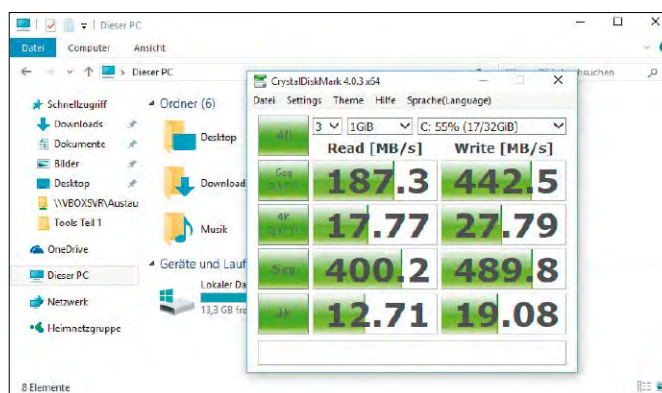 Dieser PC
Datei Computer Ansicht
Dieser PC
suchen
Schnellzugriff
Downloads
Dokumente
Bilder
Desktop
\\VBOXSVR\Austau
Tools Teil 1
OneDrive
Dieser PC
Netzwerk
Heimnetzgruppe
Ordner (6)
Desktop
Download
Musik
Geräte und Lauf
Lokaler Da
13,3 GB fre
8 Elemente
CrystalDiskMark 4.0.3 x64
Datei Settings Theme Hilfe Sprache(Language)
All 3 1GiB C: 55% (17/32GiB)
Read [MB/s] Write [MB/s]
Seq 187.3 442.5
4K 17.77 27.79
Seq 400.2 489.8
4K 12.71 19.08